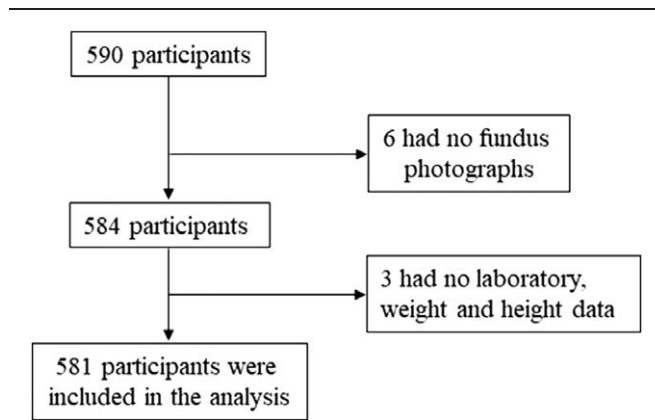 590 participants
6 had no fundus
photographs
584 participants
3 had no laboratory,
weight and height data
581 participants were
included in the analysis